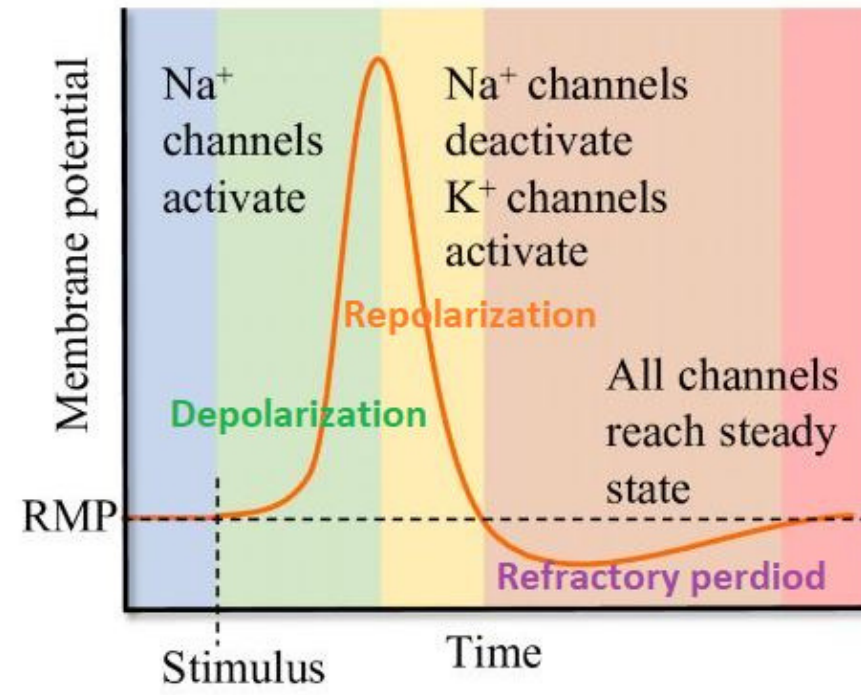 Na⁺
channels
activate
Na⁺ channels
deactivate
K⁺ channels
activate
Membrane potential
Repolarization
Depolarization
All channels
reach steady
state
RMP
Refractory perdiod
Stimulus
Time